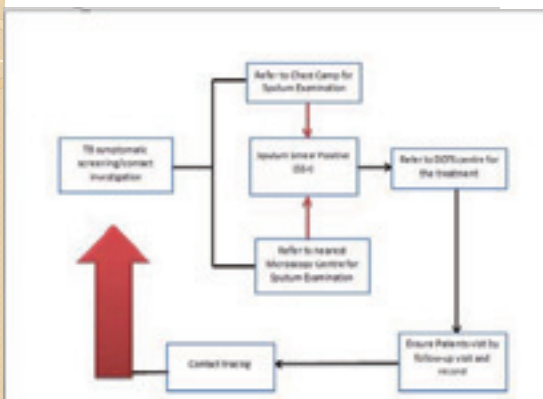 Refer to Chest Camp for
Sputum Examination
TB symptomatic
screening/contact
investigation
Sputum Smear Positive
(SS+)
Refer to DOTS centre for
the treatment
Refer to nearest
Microscopy Centre for
Sputum Examination
Ensure Patients visit by
follow-up visit and
record
Contact tracing